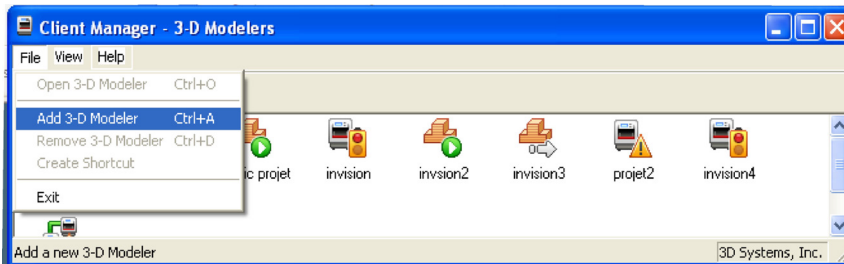 Client Manager - 3-D Modelers
File View Help
Open 3-D Modeler Ctrl+O
Add 3-D Modeler Ctrl+A
Remove 3-D Modeler Ctrl+D
Create Shortcut
Exit
ic projet invision invsion2 invision3 projet2 invision4
Add a new 3-D Modeler 3D Systems, Inc.